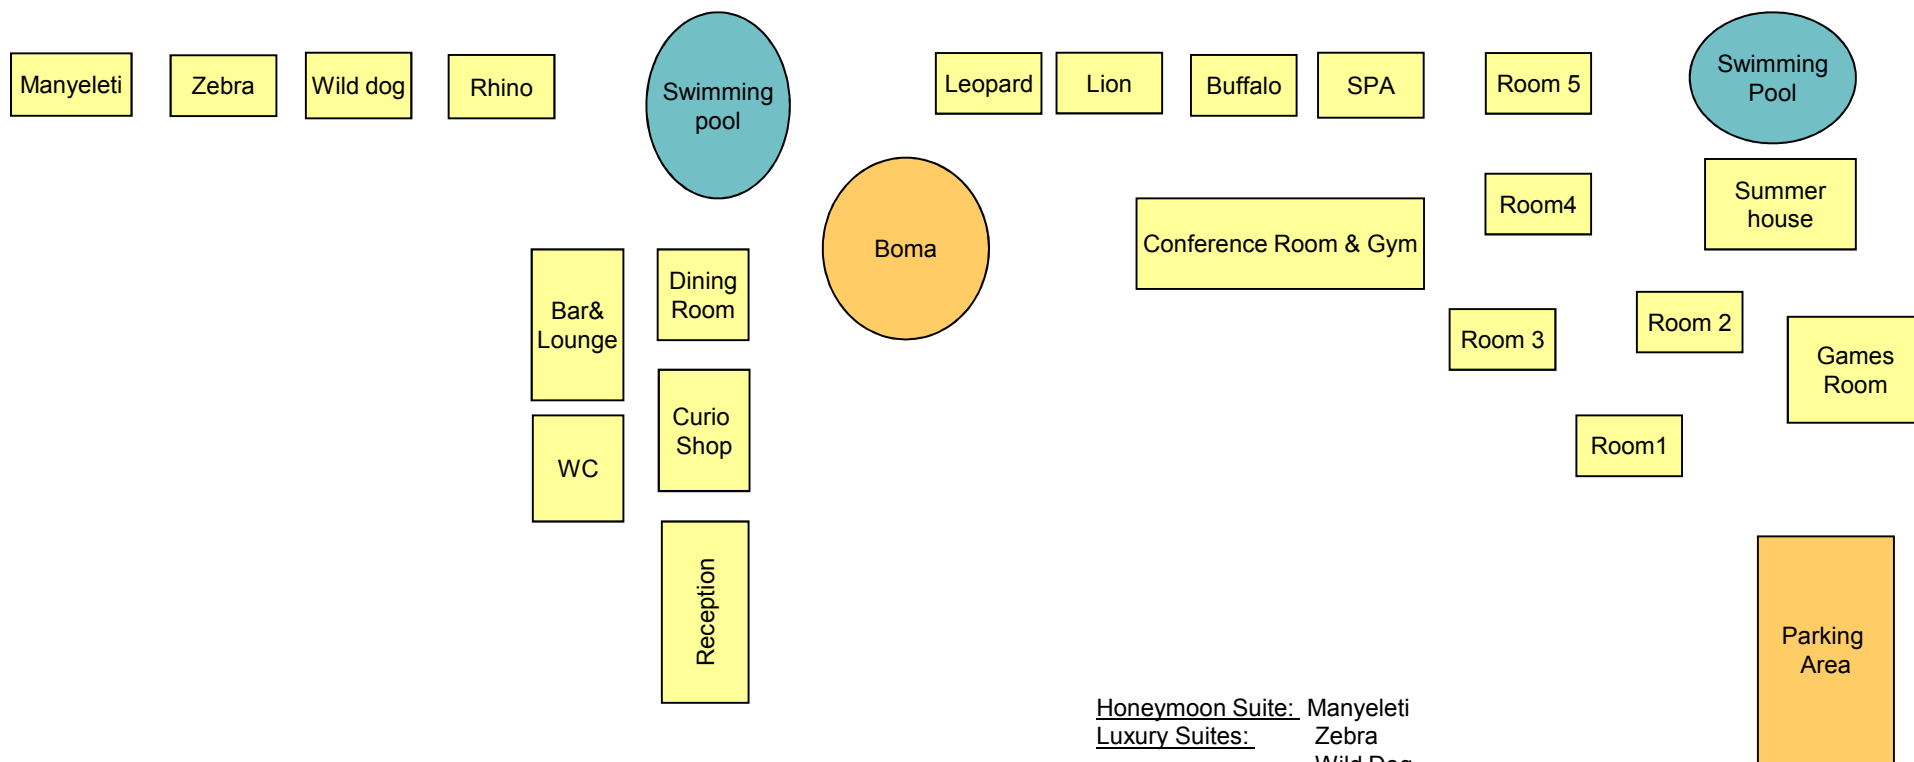 Manyeleti
Zebra
Wild dog
Rhino
Swimming
pool
Leopard
Lion
Buffalo
SPA
Room 5
Swimming
Pool
Boma
Conference Room & Gym
Room4
Summer
house
Bar&
Lounge
Dining
Room
Room 3
Room 2
Games
Room
WC
Curio
Shop
Room1
Reception
Parking
Area
Honeymoon Suite: Manyeleti
Luxury Suites: Zebra
Wild Dog